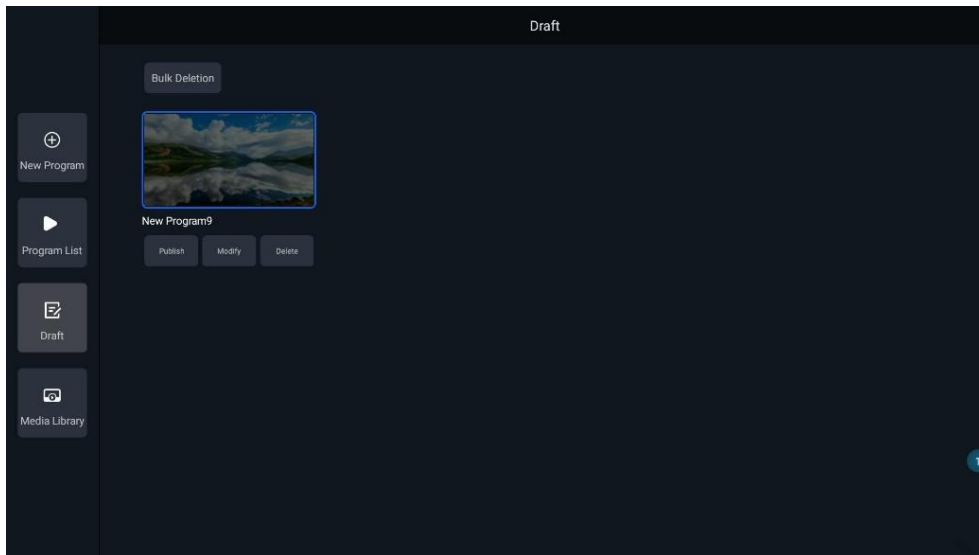 Draft
Bulk Deletion
New Program
Program List
Draft
Media Library
New Program9
Publish
Modify
Delete